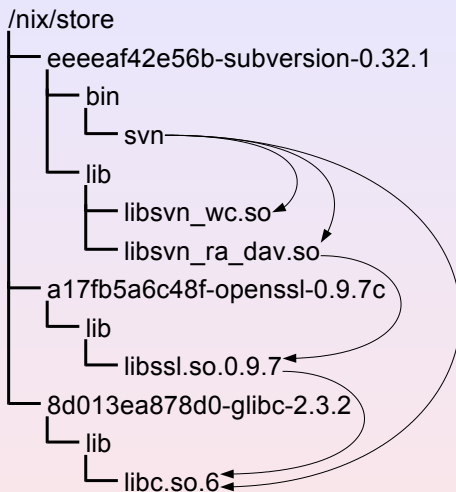 /nix/store
eeeeaf42e56b-subversion-0.32.1
bin
svn
lib
libsvn_wc.so
libsvn_ra_dav.so
a17fb5a6c48f-openssl-0.9.7c
lib
libssl.so.0.9.7
8d013ea878d0-glibc-2.3.2
lib
libc.so.6